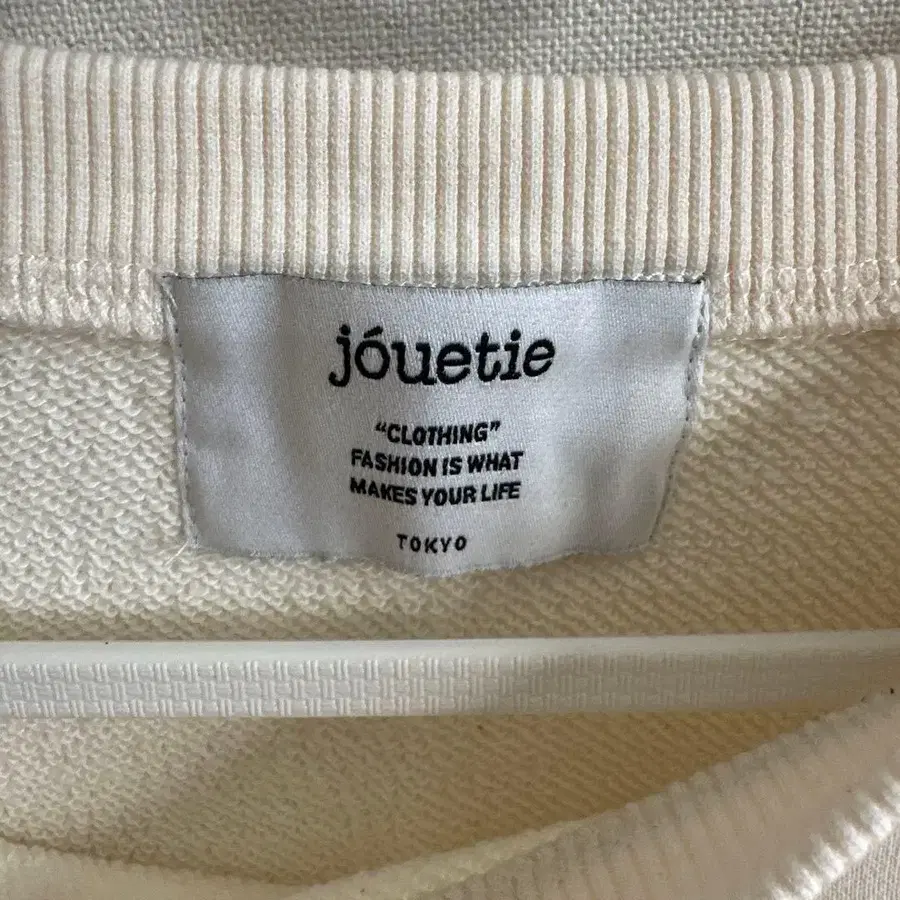 jóuetie
“CLOTHING”
FASHION IS WHAT
MAKES YOUR LIFE
TOKYO